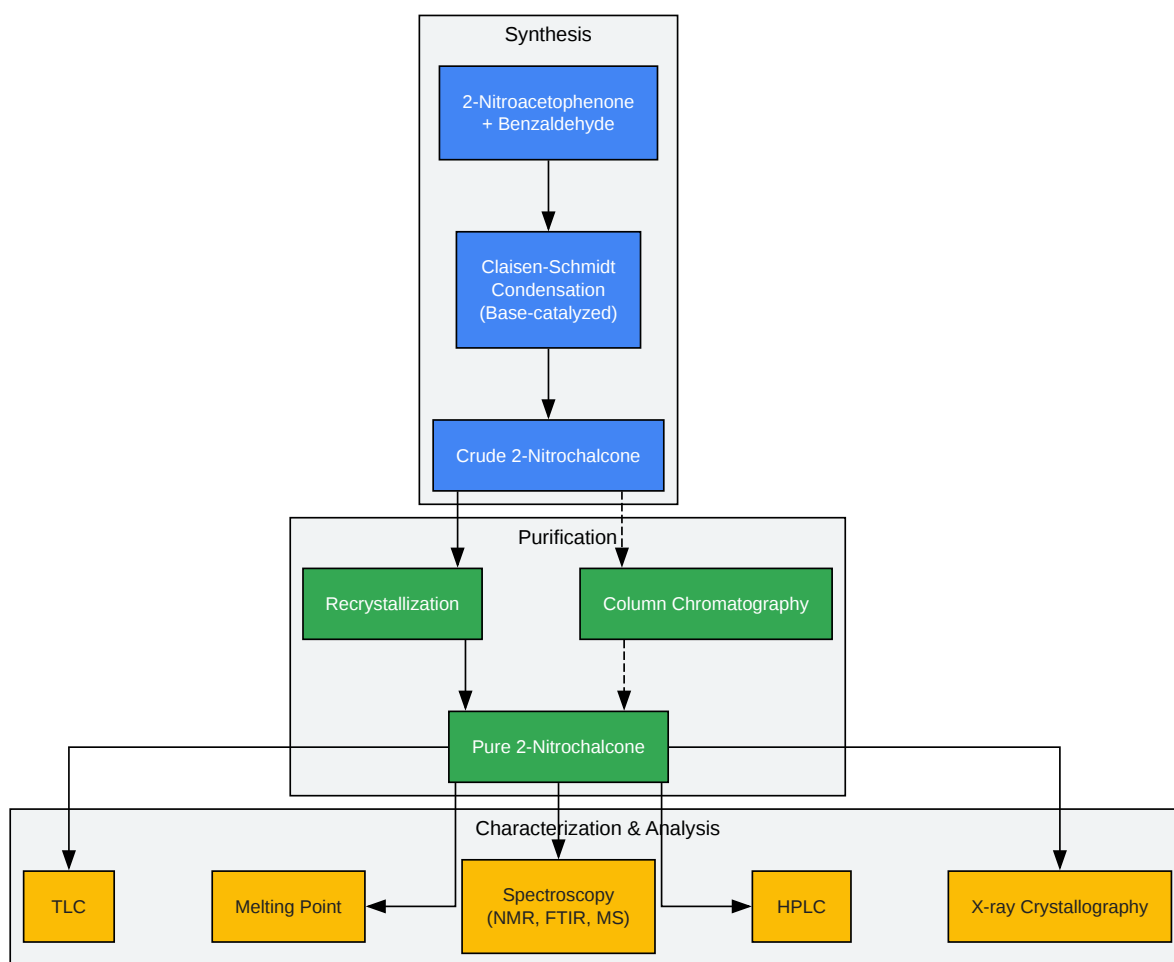 Synthesis
2-Nitroacetophenone
+ Benzaldehyde
Claisen-Schmidt
Condensation
(Base-catalyzed)
Crude 2-Nitrochalcone
Purification
Recrystallization
Column Chromatography
Pure 2-Nitrochalcone
Characterization & Analysis
TLC
Melting Point
Spectroscopy
(NMR, FTIR, MS)
HPLC
X-ray Crystallography